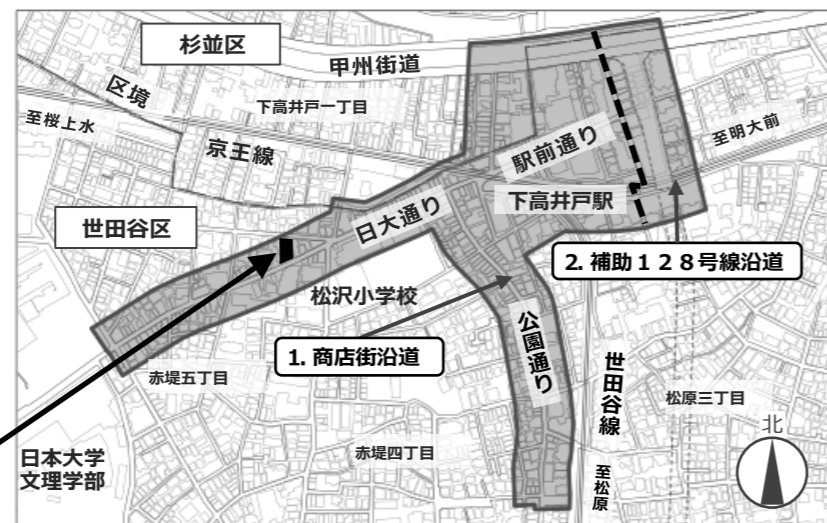 杉並区
甲州街道
区境
下高井戸一丁目
至桜上水
京王線
駅前通り
至明大前
下高井戸駅
世田谷区
日大通り
2. 補助１２８号線沿道
松沢小学校
1. 商店街沿道
公園通り
世田谷線
赤堤五丁目
松原三丁目
北
日本大学
文理学部
赤堤四丁目
至松原